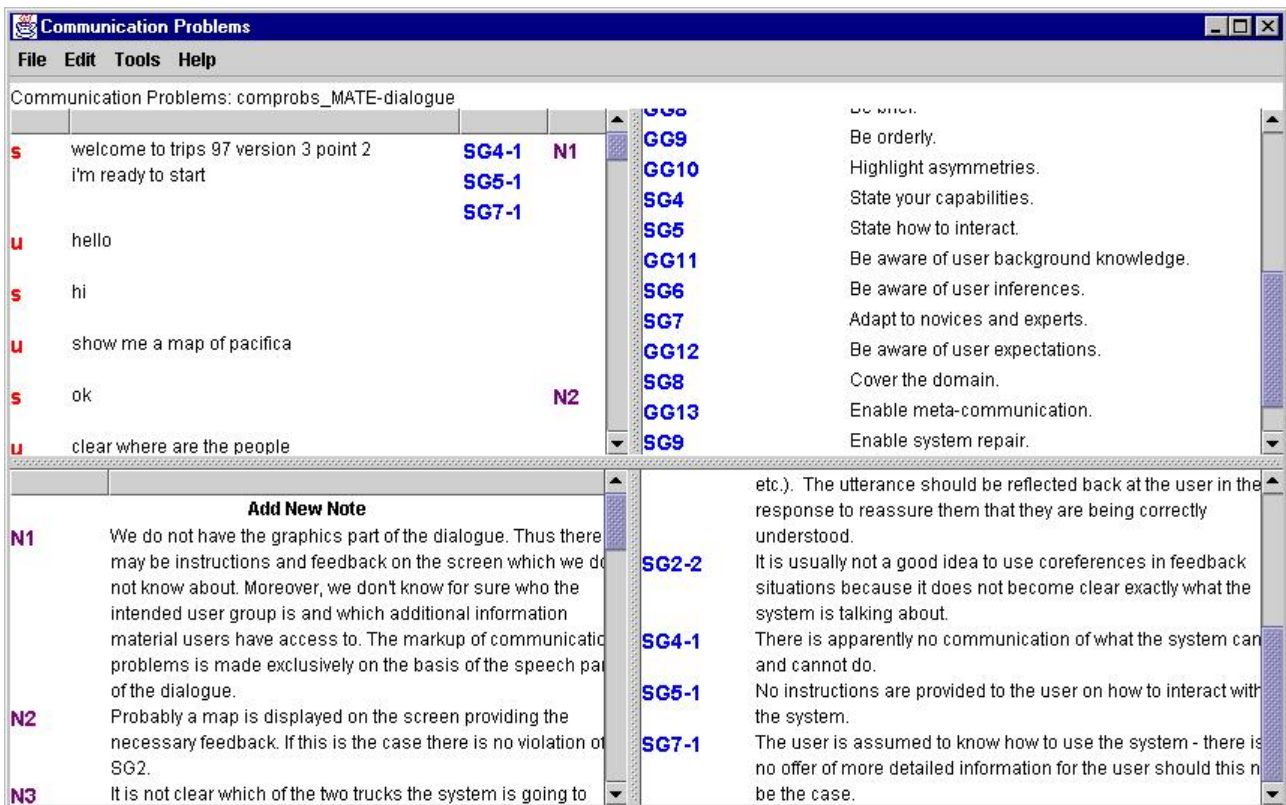 Communication Problems
File Edit Tools Help
Communication Problems: comprobs_MATE-dialogue
s welcome to trips 97 version 3 point 2 SG4-1 N1
i'm ready to start SG5-1
SG7-1
u hello
s hi
u show me a map of pacifica
s ok N2
u clear where are the people
GG8 Be brief.
GG9 Be orderly.
GG10 Highlight asymmetries.
SG4 State your capabilities.
SG5 State how to interact.
GG11 Be aware of user background knowledge.
SG6 Be aware of user inferences.
SG7 Adapt to novices and experts.
GG12 Be aware of user expectations.
SG8 Cover the domain.
GG13 Enable meta-communication.
SG9 Enable system repair.
Add New Note
N1 We do not have the graphics part of the dialogue. Thus there
may be instructions and feedback on the screen which we do
not know about. Moreover, we don't know for sure who the
intended user group is and which additional information
material users have access to. The markup of communicatio
problems is made exclusively on the basis of the speech par
of the dialogue.
N2 Probably a map is displayed on the screen providing the
necessary feedback. If this is the case there is no violation of
SG2.
N3 It is not clear which of the two trucks the system is going to
etc.). The utterance should be reflected back at the user in the
response to reassure them that they are being correctly
understood.
SG2-2 It is usually not a good idea to use coreferences in feedback
situations because it does not become clear exactly what the
system is talking about.
SG4-1 There is apparently no communication of what the system can
and cannot do.
SG5-1 No instructions are provided to the user on how to interact with
the system.
SG7-1 The user is assumed to know how to use the system - there is
no offer of more detailed information for the user should this n
be the case.